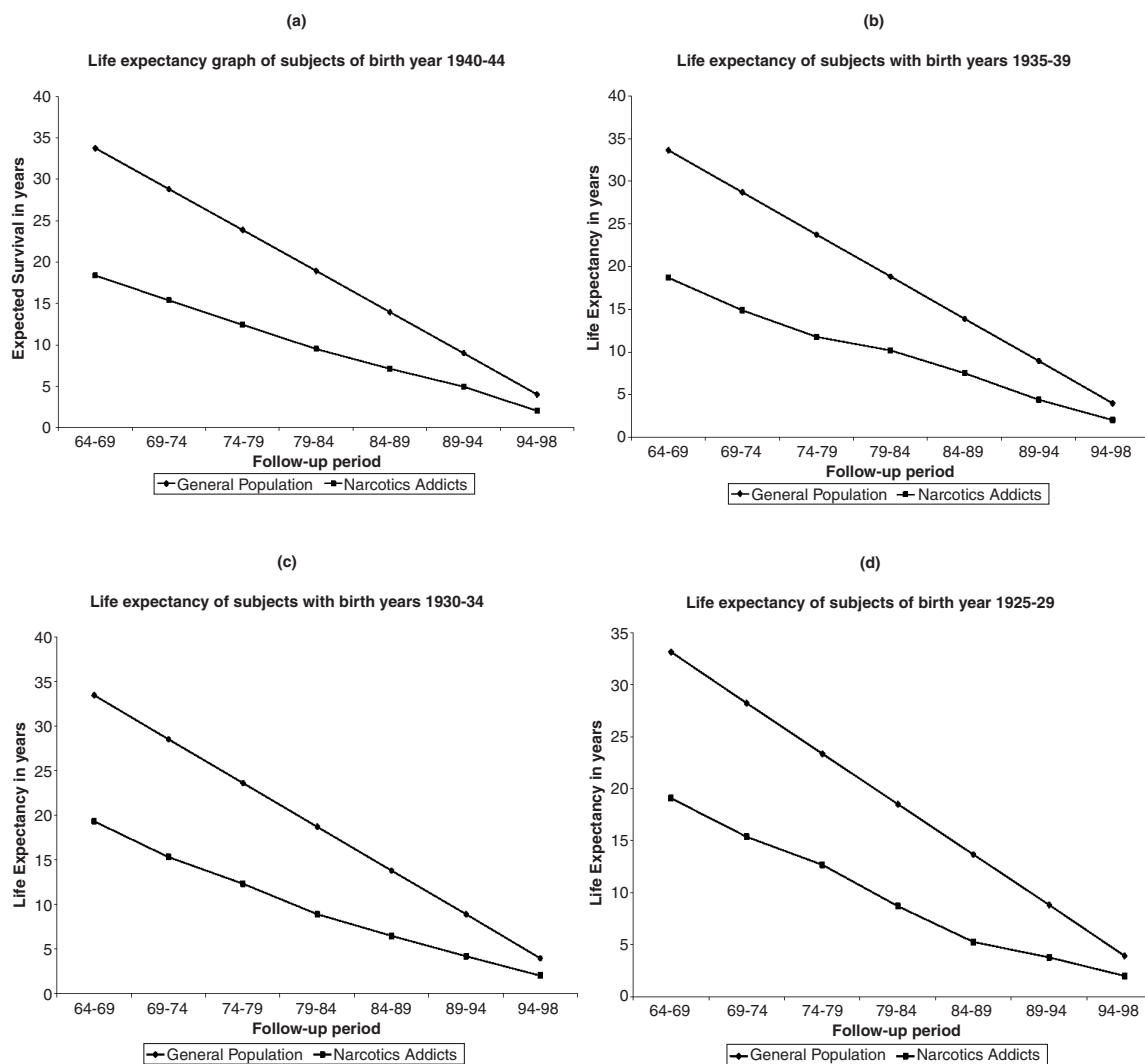 (a)
Life expectancy graph of subjects of birth year 1940-44
Expected Survival in years
40
35
30
25
20
15
10
5
0
64-69 69-74 74-79 79-84 84-89 89-94 94-98
Follow-up period
General Population Narcotics Addicts
(b)
Life expectancy of subjects with birth years 1935-39
Life Expectancy in years
40
35
30
25
20
15
10
5
0
64-69 69-74 74-79 79-84 84-89 89-94 94-98
Follow-up period
General Population Narcotics Addicts
(c)
Life expectancy of subjects with birth years 1930-34
Life Expectancy in years
40
35
30
25
20
15
10
5
0
64-69 69-74 74-79 79-84 84-89 89-94 94-98
Follow-up period
General Population Narcotics Addicts
(d)
Life expectancy of subjects of birth year 1925-29
Life Expectancy in years
35
30
25
20
15
10
5
0
64-69 69-74 74-79 79-84 84-89 89-94 94-98
Follow-up period
General Population Narcotics Addicts